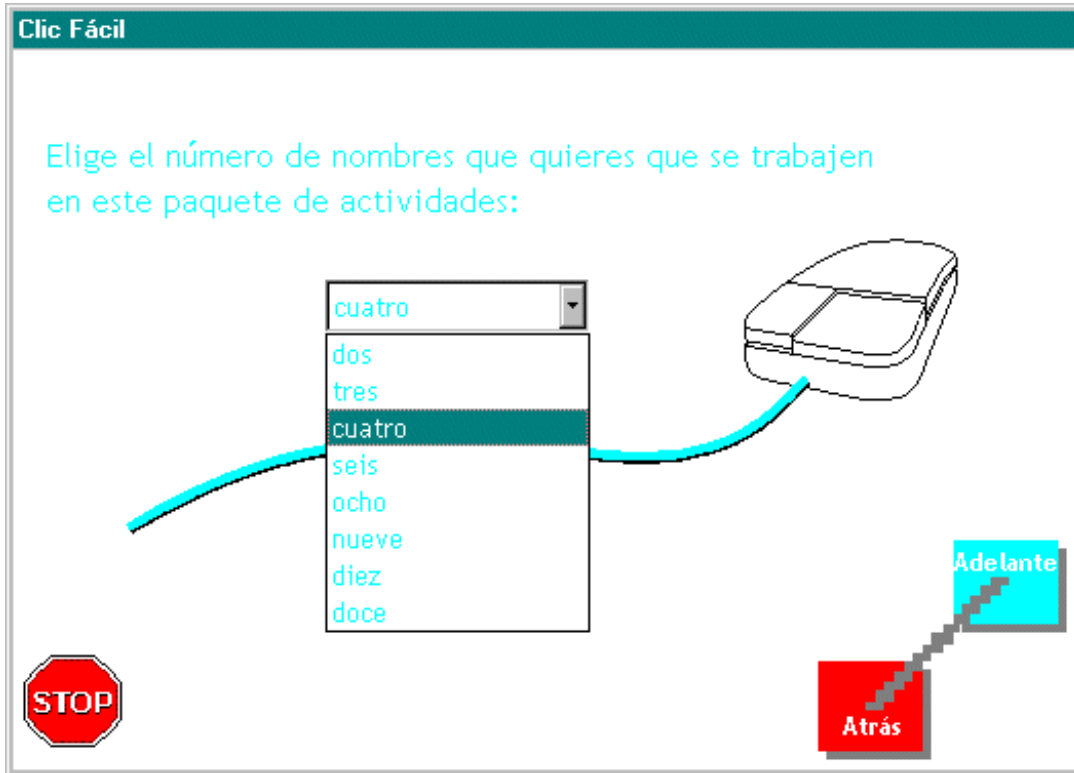 Clic Fácil
Elige el número de nombres que quieres que se trabajen
en este paquete de actividades:
cuatro
dos
tres
cuatro
seis
ocho
nueve
diez
doce
Adelante
STOP
Atrás